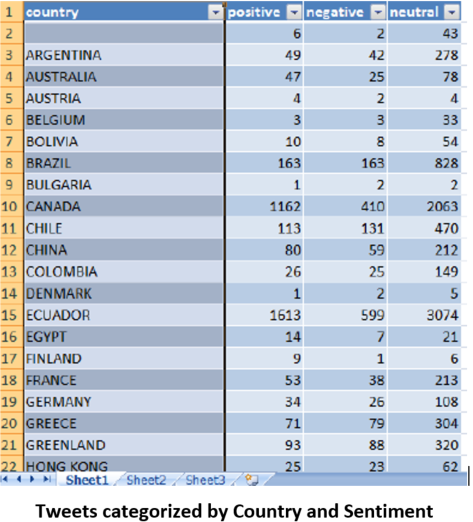 1 country positive negative neutral
2 6 2 43
3 ARGENTINA 49 42 278
4 AUSTRALIA 47 25 78
5 AUSTRIA 4 2 4
6 BELGIUM 3 3 33
7 BOLIVIA 10 8 54
8 BRAZIL 163 163 828
9 BULGARIA 1 2 2
10 CANADA 1162 410 2063
11 CHILE 113 131 470
12 CHINA 80 59 212
13 COLOMBIA 26 25 149
14 DENMARK 1 2 5
15 ECUADOR 1613 599 3074
16 EGYPT 14 7 21
17 FINLAND 9 1 6
18 FRANCE 53 38 213
19 GERMANY 34 26 108
20 GREECE 71 79 304
21 GREENLAND 93 88 320
22 HONG KONG 25 23 62
Sheet1 Sheet2 Sheet3
Tweets categorized by Country and Sentiment